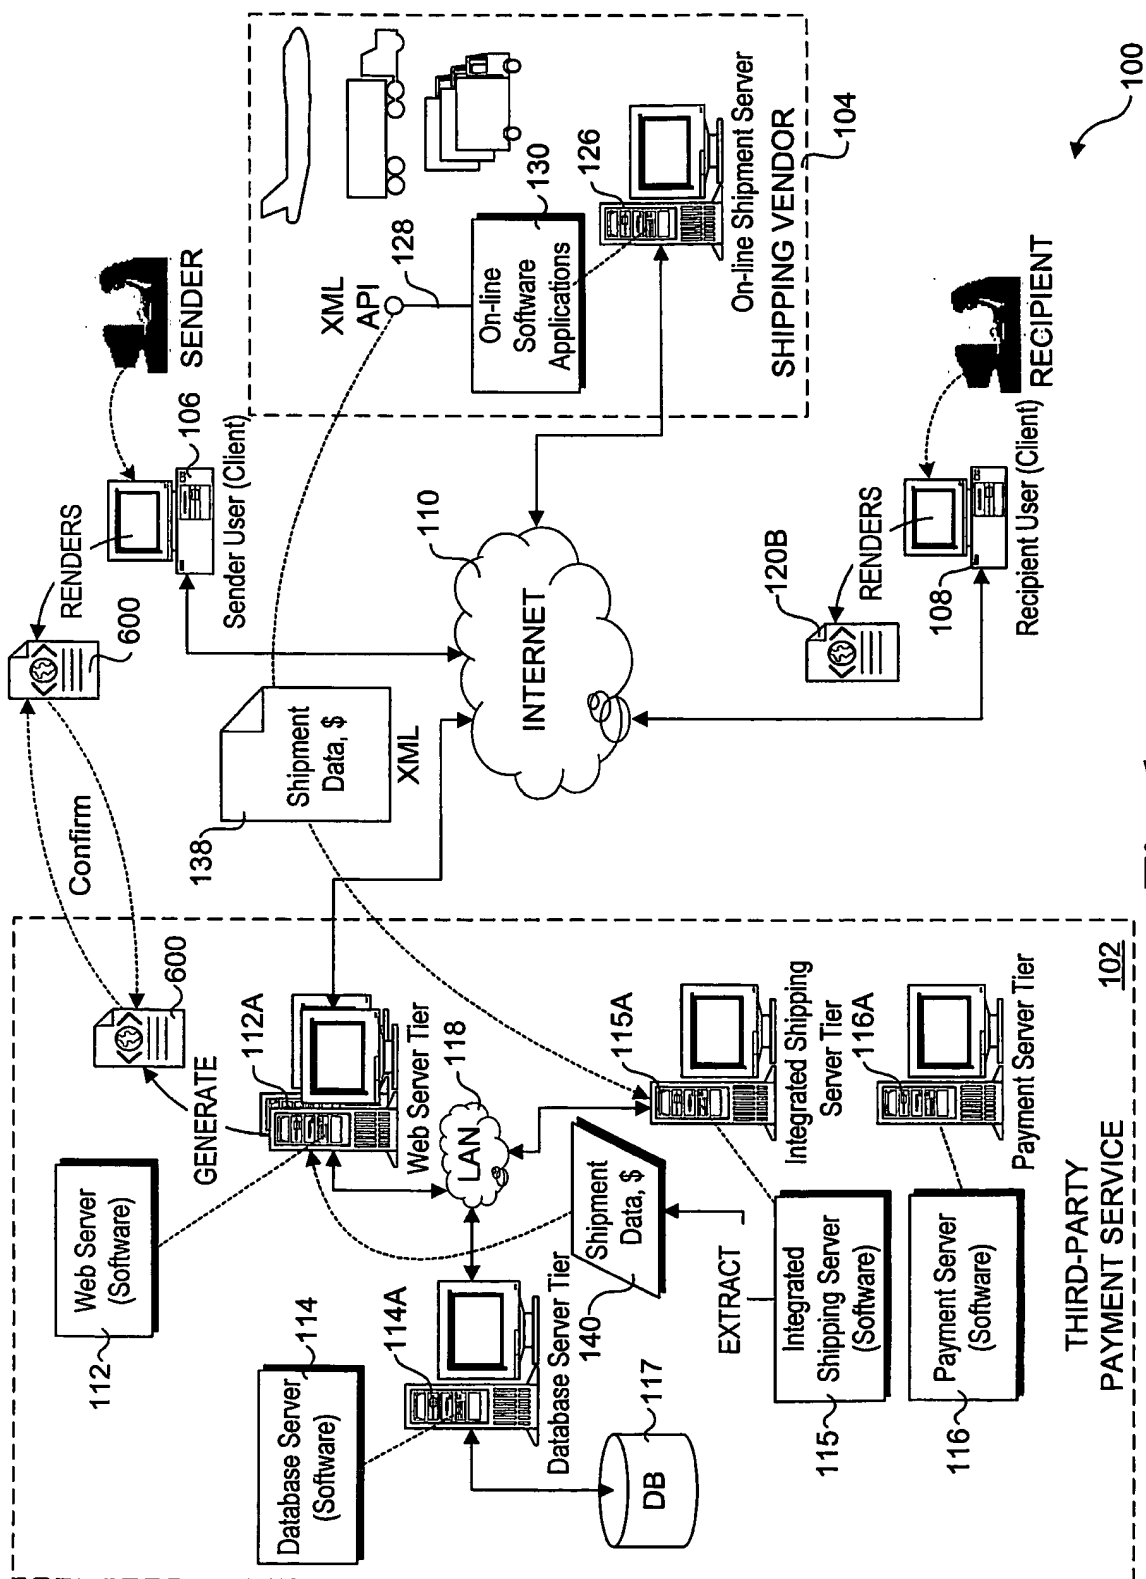 100
SENDER
RENDERS
600
106
Sender User (Client)
XML
API
128
130
On-line
Software
Applications
126
On-line Shipment Server
SHIPPING VENDOR
104
Confirm
Shipment
Data, $
138
XML
110
INTERNET
120B
RENDERS
108
Recipient User (Client)
RECIPIENT
600
GENERATE
112A
Web Server
(Software)
112
Web Server Tier
118
LAN
Database Server
(Software)
114
114A
Database Server Tier
117
DB
Shipment
Data, $
140
EXTRACT
115A
Integrated Shipping
Server Tier
Integrated
Shipping Server
(Software)
115
116A
Payment Server Tier
Payment Server
(Software)
116
THIRD-PARTY
PAYMENT SERVICE
102